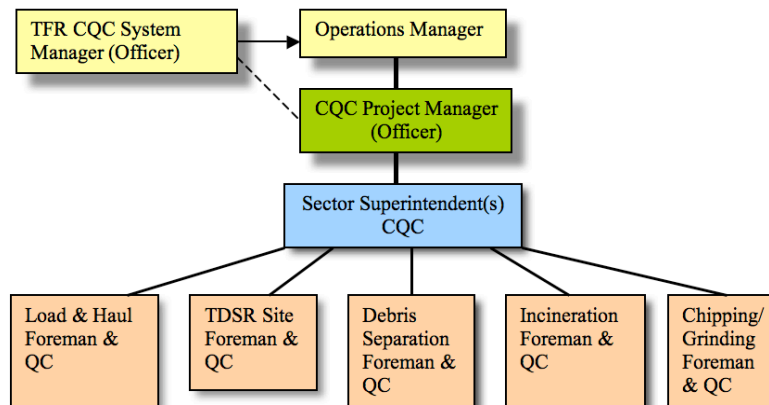 TFR CQC System
Manager (Officer)
Operations Manager
CQC Project Manager
(Officer)
Sector Superintendent(s)
CQC
Load & Haul
Foreman &
QC
TDSR Site
Foreman &
QC
Debris
Separation
Foreman &
QC
Incineration
Foreman &
QC
Chipping/
Grinding
Foreman
& QC